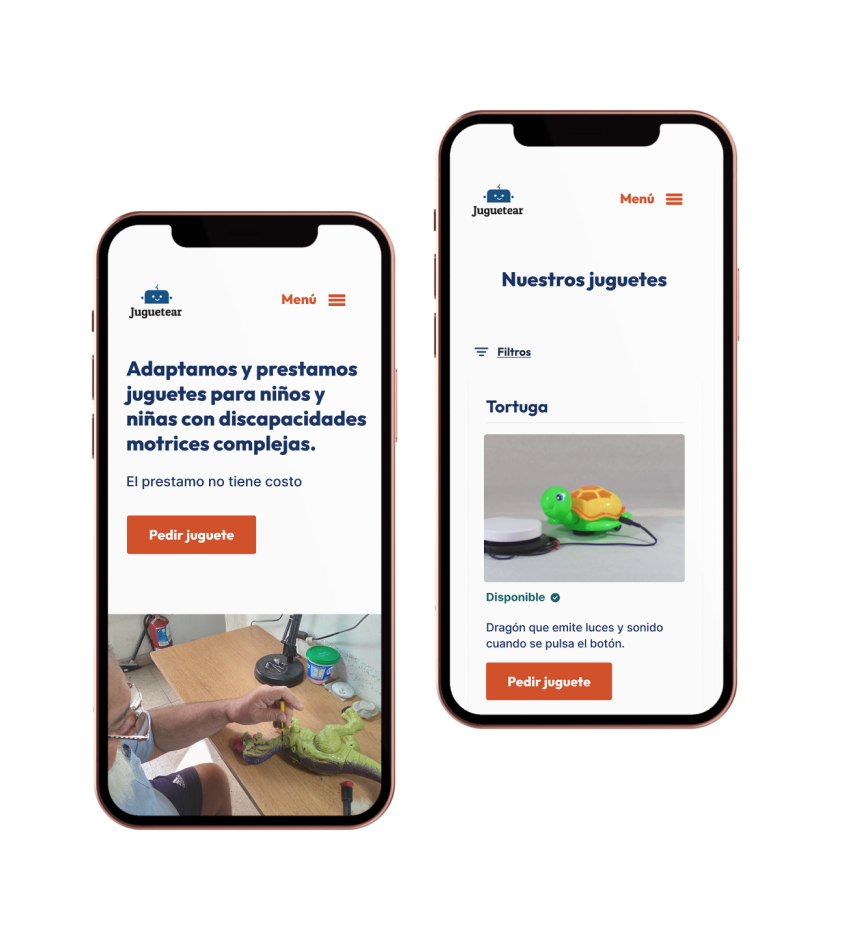 Juguetear
Menú
Adaptamos y prestamos
juguetes para niños y
niñas con discapacidades
motrices complejas.
El prestamo no tiene costo
Pedir juguete
Juguetear
Menú
Nuestros juguetes
Filtros
Tortuga
Disponible
Dragón que emite luces y sonido
cuando se pulsa el botón.
Pedir juguete